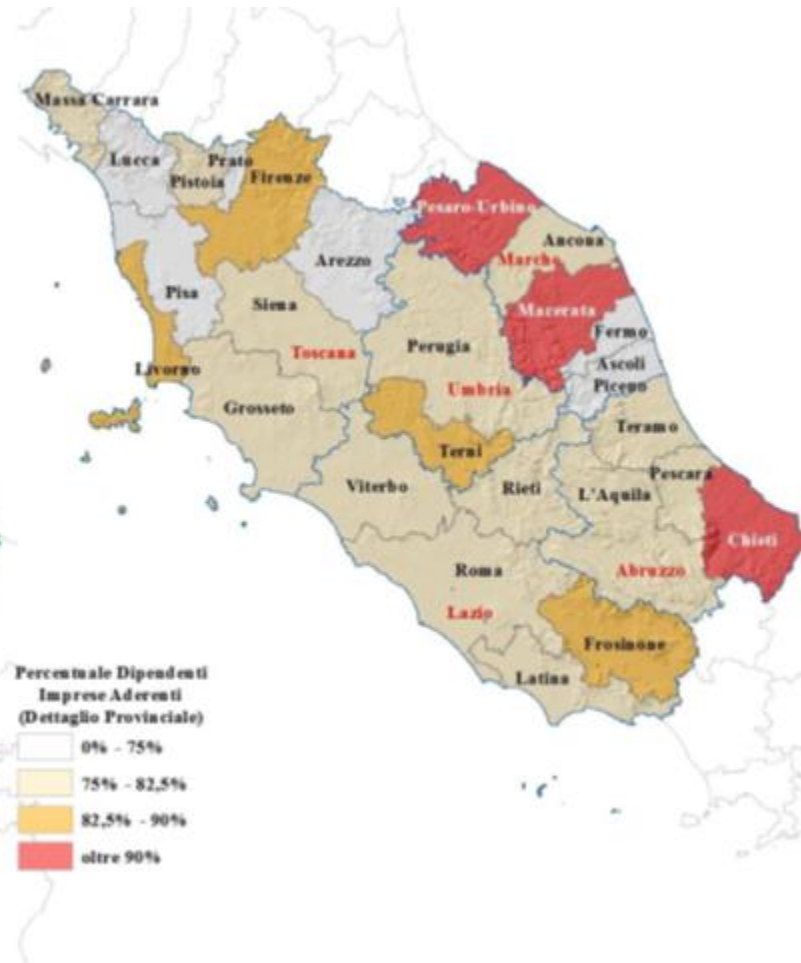 Massa Carrara
Lucca
Prato
Pistoia
Firenze
Pesaro-Urbino
Ancona
Marche
Arezzo
Pisa
Siena
Macerata
Fermo
Toscana
Perugia
Livorno
Ascoli
Piceno
Umbria
Grosseto
Teramo
Terni
Pescara
Viterbo
Rieti
L'Aquila
Chieti
Roma
Abruzzo
Lazio
Frosinone
Latina
Percentuale Dipendenti
Imprese Aderenti
(Dettaglio Provinciale)
0% - 75%
75% - 82,5%
82,5% - 90%
oltre 90%